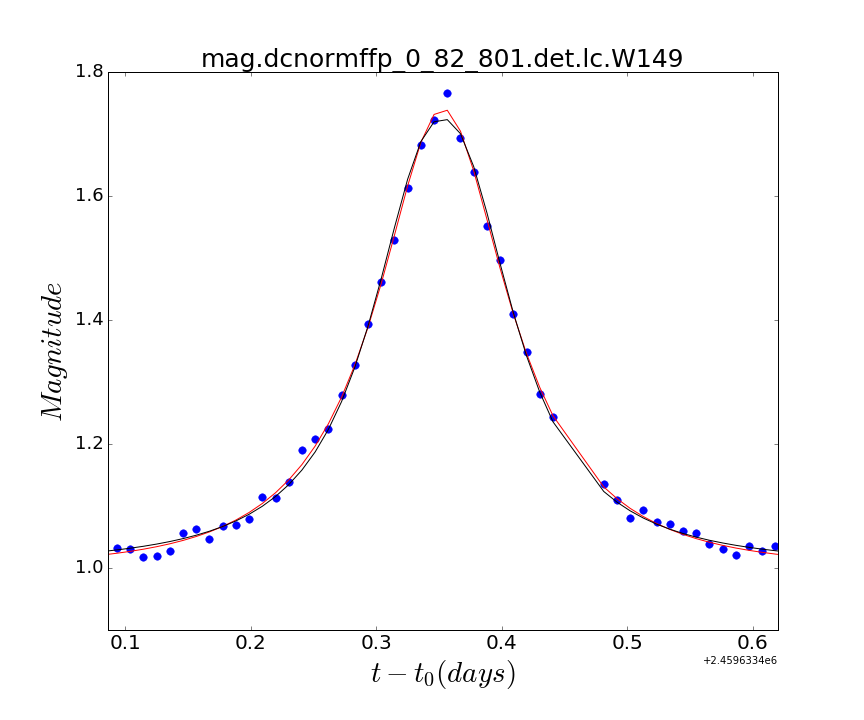 mag.dcnormffp_0_82_801.det.lc.W149
1.8
1.6
1.4
1.2
1.0
Magnitude
0.1 0.2 0.3 0.4 0.5 0.6
+2.4596334e6
t − t₀(days)